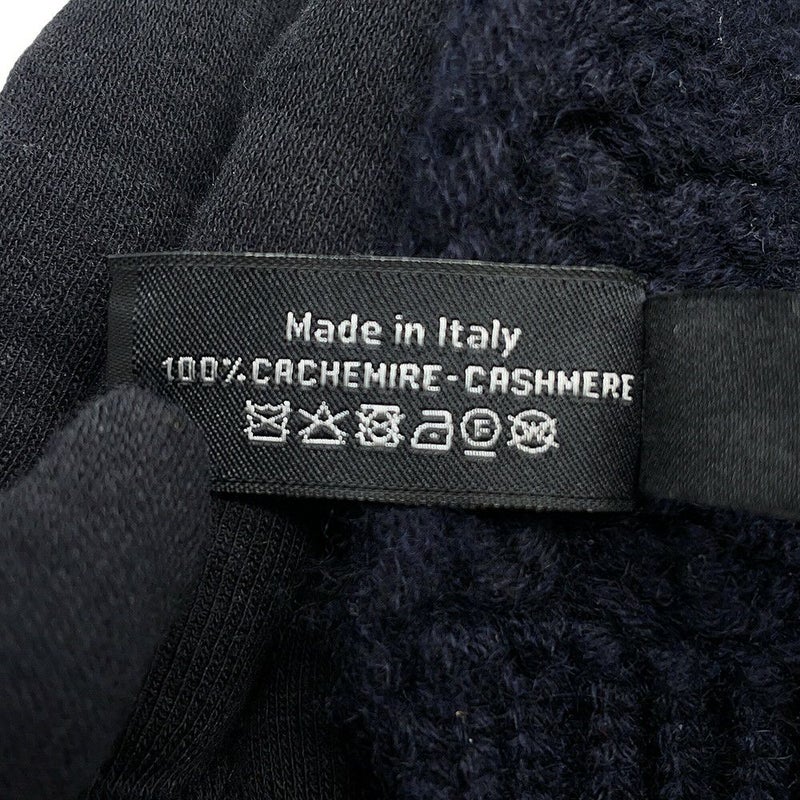 Made in Italy
100%CACHEMIRE-CASHMERE
F W